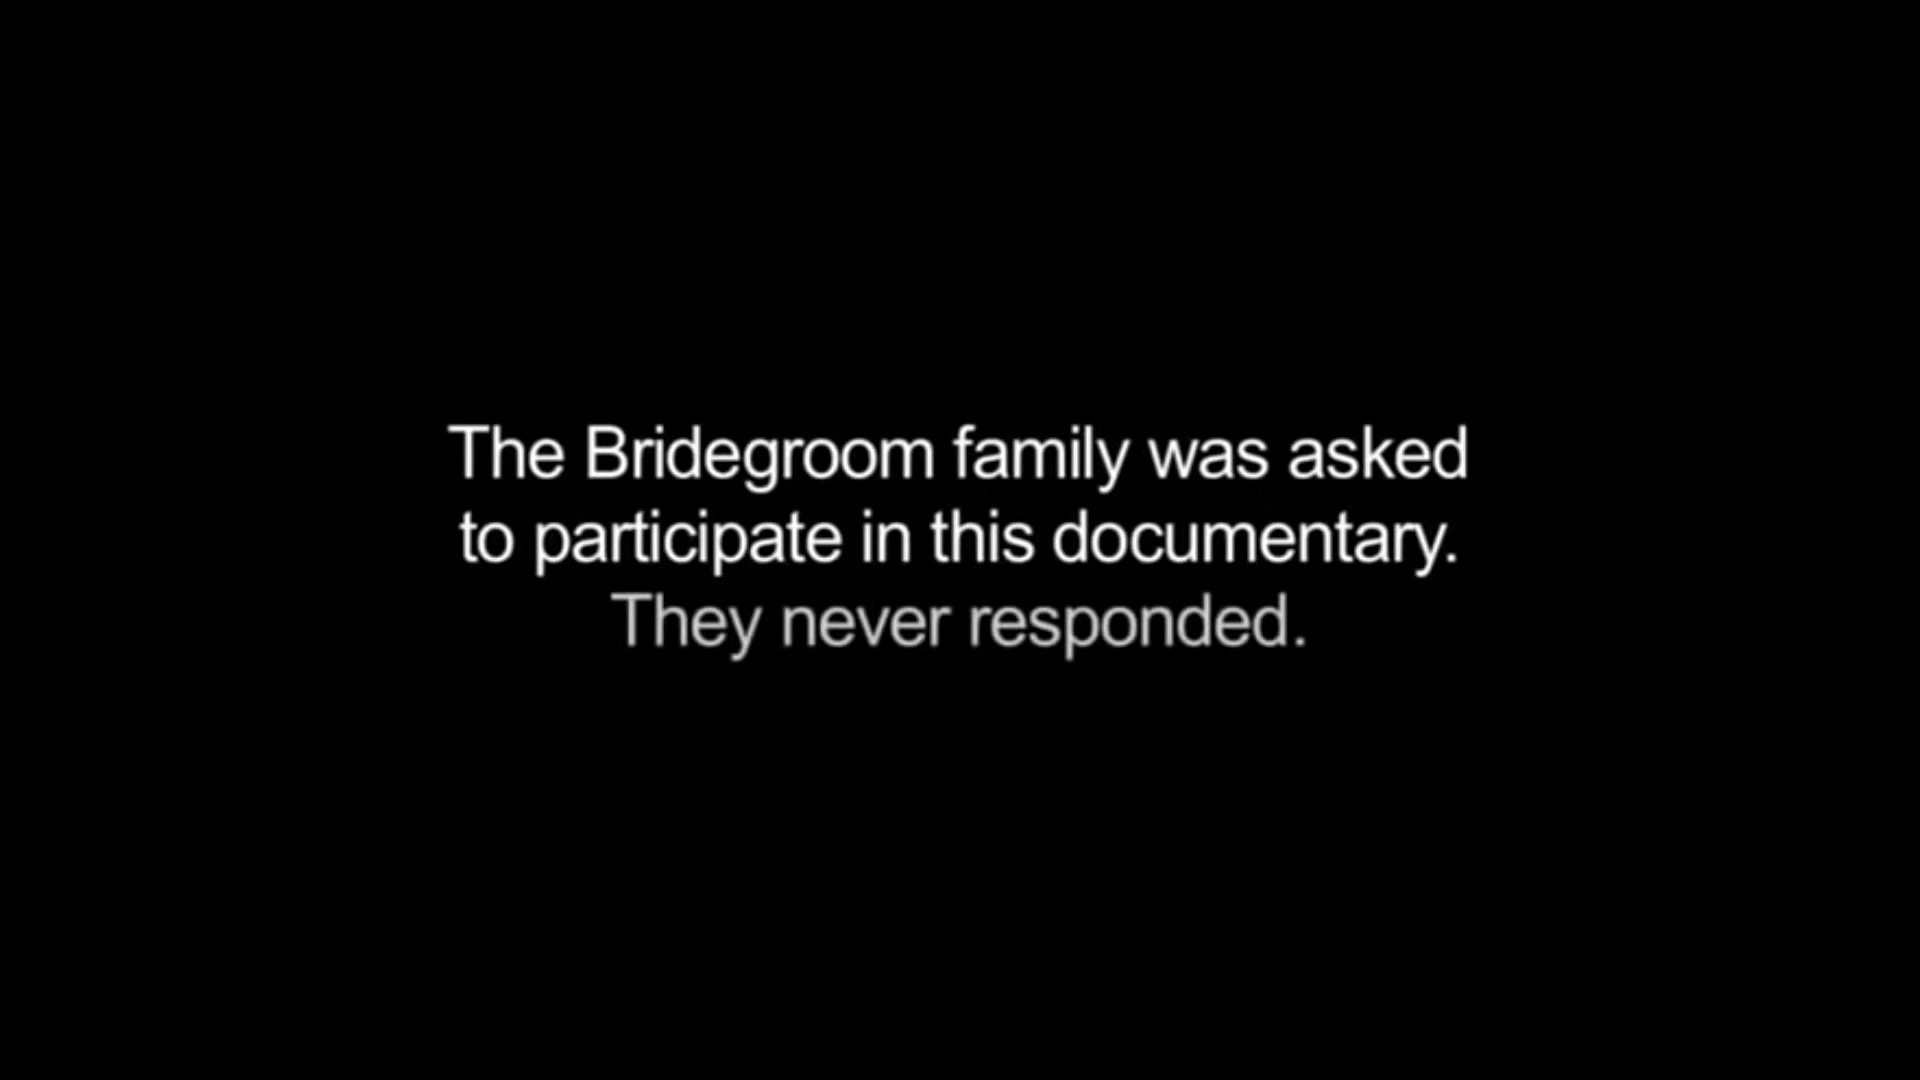 The Bridegroom family was asked
to participate in this documentary.
They never responded.